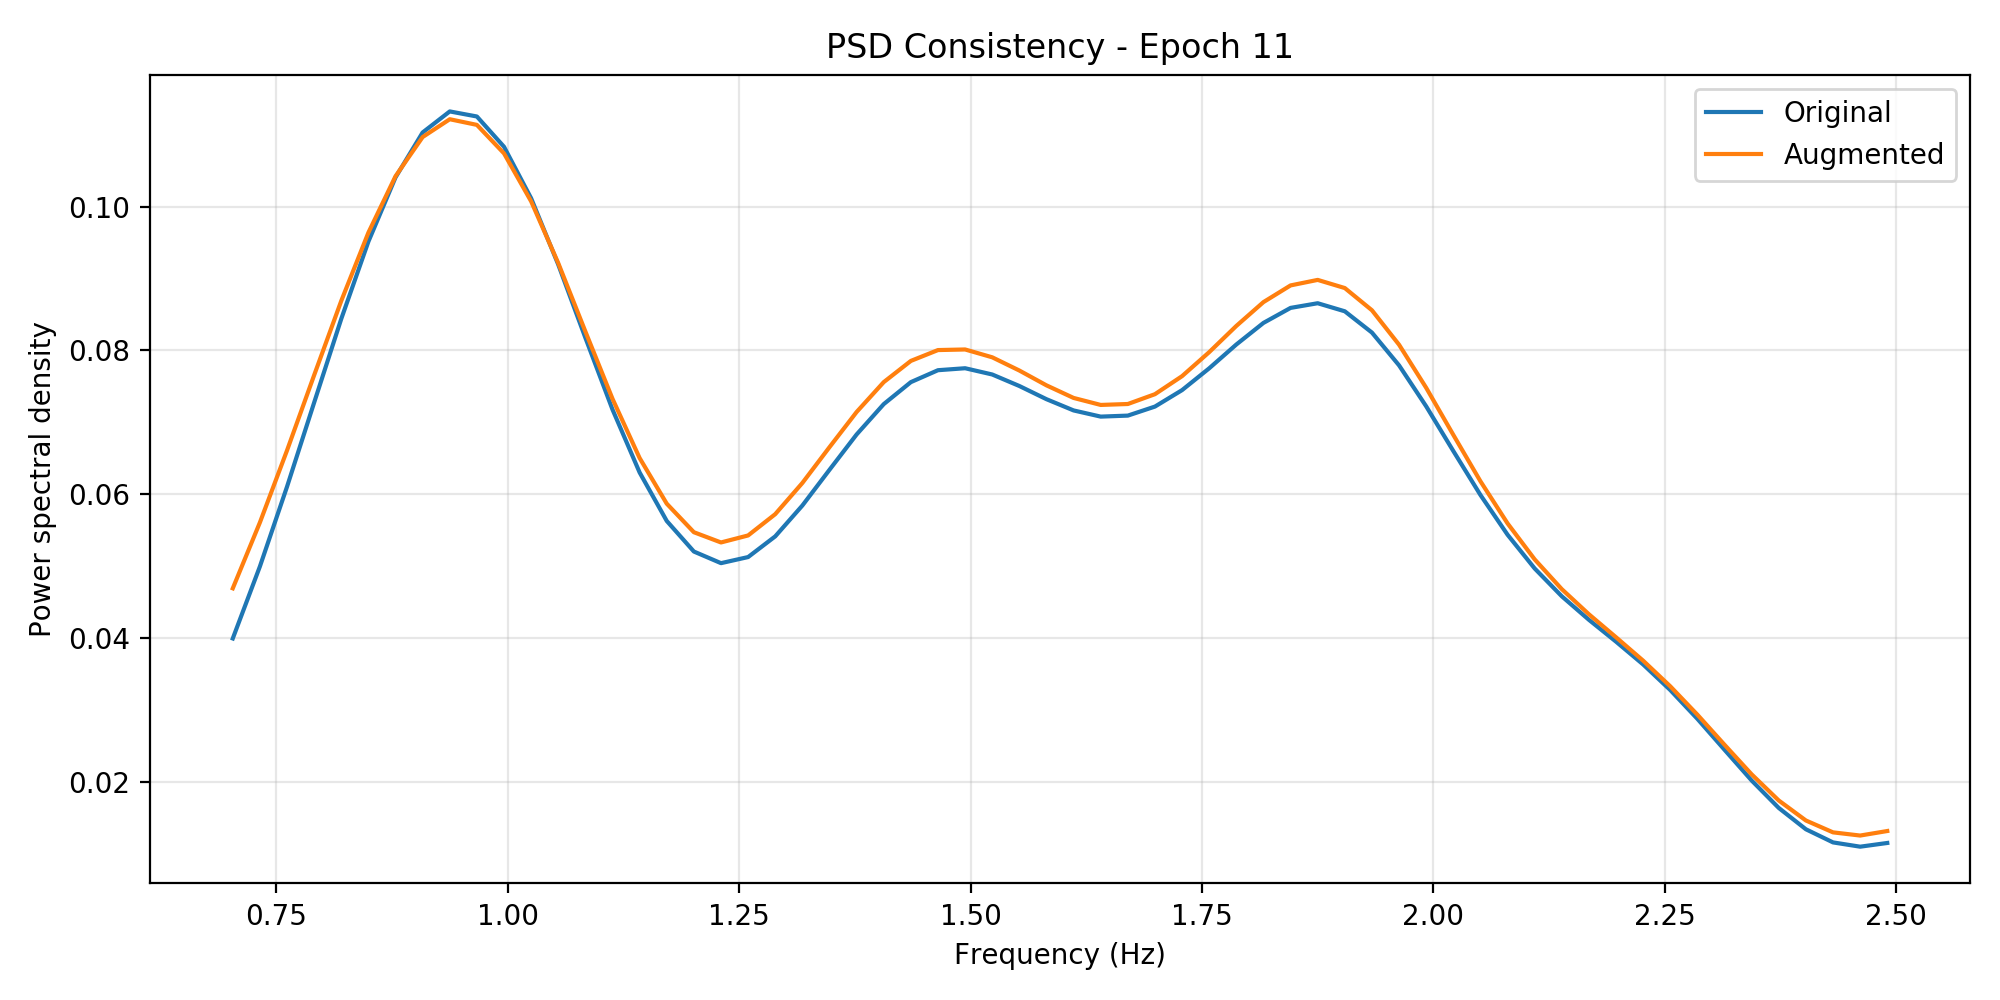 PSD Consistency - Epoch 11
Original
Augmented
Power spectral density
0.10
0.08
0.06
0.04
0.02
0.75 1.00 1.25 1.50 1.75 2.00 2.25 2.50
Frequency (Hz)